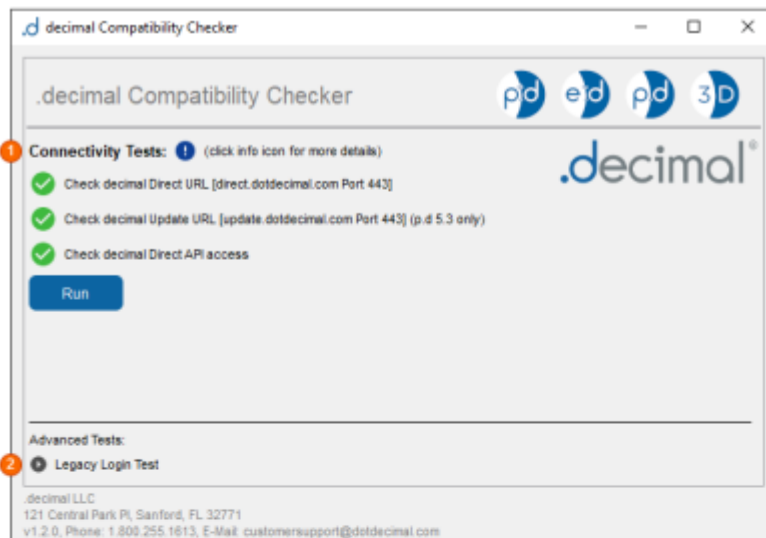 .d decimal Compatibility Checker
.decimal Compatibility Checker
p.d e.d p.d 3D
.decimal®
1 Connectivity Tests: ! (click info icon for more details)
Check decimal Direct URL [direct.dotdecimal.com Port 443]
Check decimal Update URL [update.dotdecimal.com Port 443] (p.d 5.3 only)
Check decimal Direct API access
Run
Advanced Tests:
2 Legacy Login Test
.decimal LLC
121 Central Park Pl, Sanford, FL 32771
v1.2.0, Phone: 1.800.255.1613, E-Mail: customersupport@dotdecimal.com